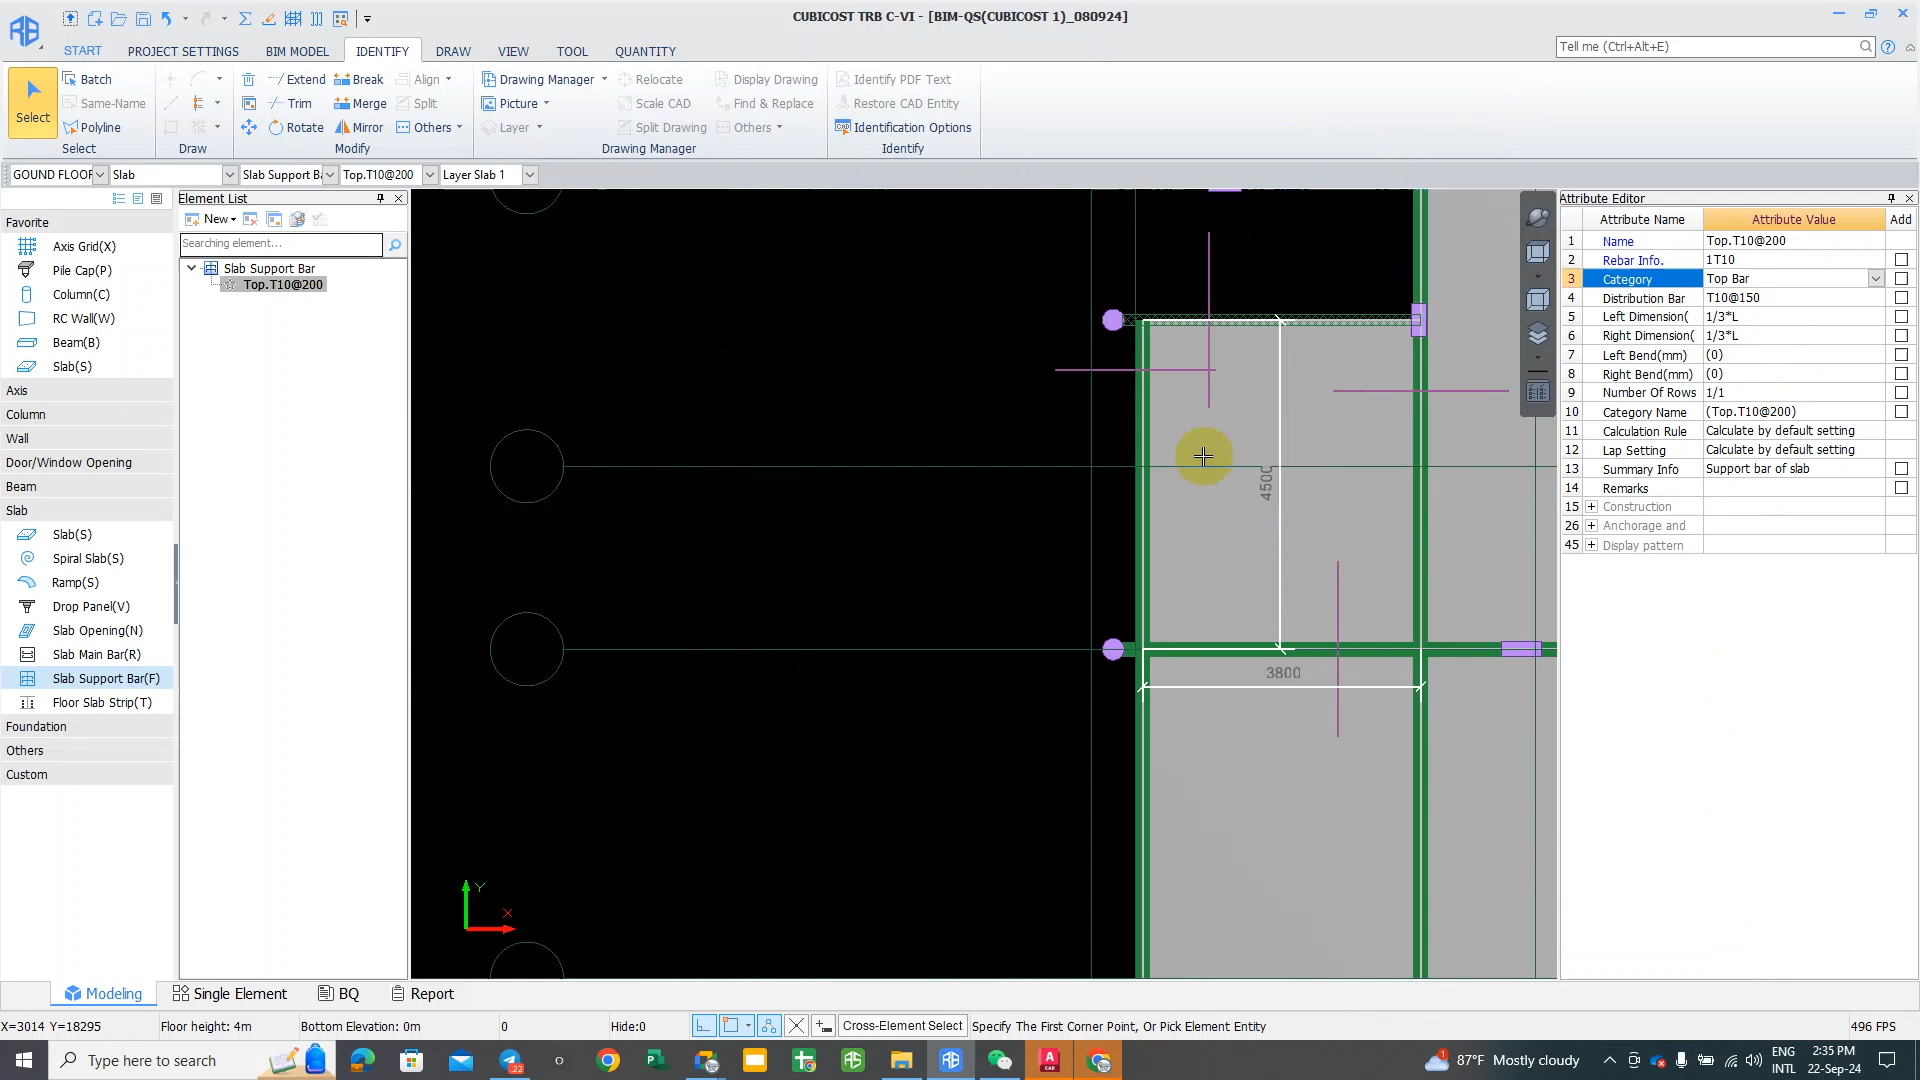 CUBICOST TRB C-VI - [BIM-QS(CUBICOST 1)_080924]
START
PROJECT SETTINGS
BIM MODEL
IDENTIFY
DRAW
VIEW
TOOL
QUANTITY
Tell me (Ctrl+Alt+E)
Select
Batch
Same-Name
Polyline
Select
Draw
Extend
Break
Align
Trim
Merge
Split
Rotate
Mirror
Others
Modify
Drawing Manager
Relocate
Display Drawing
Picture
Scale CAD
Find & Replace
Layer
Split Drawing
Others
Drawing Manager
Identify PDF Text
Restore CAD Entity
Identification Options
Identify
GOUND FLOOR
Slab
Slab Support Ba
Top.T10@200
Layer Slab 1
Favorite
Axis Grid(X)
Pile Cap(P)
Column(C)
RC Wall(W)
Beam(B)
Slab(S)
Axis
Column
Wall
Door/Window Opening
Beam
Slab
Slab(S)
Spiral Slab(S)
Ramp(S)
Drop Panel(V)
Slab Opening(N)
Slab Main Bar(R)
Slab Support Bar(F)
Floor Slab Strip(T)
Foundation
Others
Custom
Element List
New
Searching element...
Slab Support Bar
Top.T10@200
4500
3800
Y
X
Attribute Editor
Attribute Name Attribute Value Add
1 Name Top.T10@200
2 Rebar Info. 1T10
3 Category Top Bar
4 Distribution Bar T10@150
5 Left Dimension( 1/3*L
6 Right Dimension( 1/3*L
7 Left Bend(mm) (0)
8 Right Bend(mm) (0)
9 Number Of Rows 1/1
10 Category Name (Top.T10@200)
11 Calculation Rule Calculate by default setting
12 Lap Setting Calculate by default setting
13 Summary Info Support bar of slab
14 Remarks
15 Construction
26 Anchorage and
45 Display pattern
Modeling
Single Element
BQ
Report
X=3014 Y=18295
Floor height: 4m
Bottom Elevation: 0m
0
Hide:0
Cross-Element Select
Specify The First Corner Point, Or Pick Element Entity
496 FPS
Type here to search
22
87°F Mostly cloudy
ENG
INTL
2:35 PM
22-Sep-24